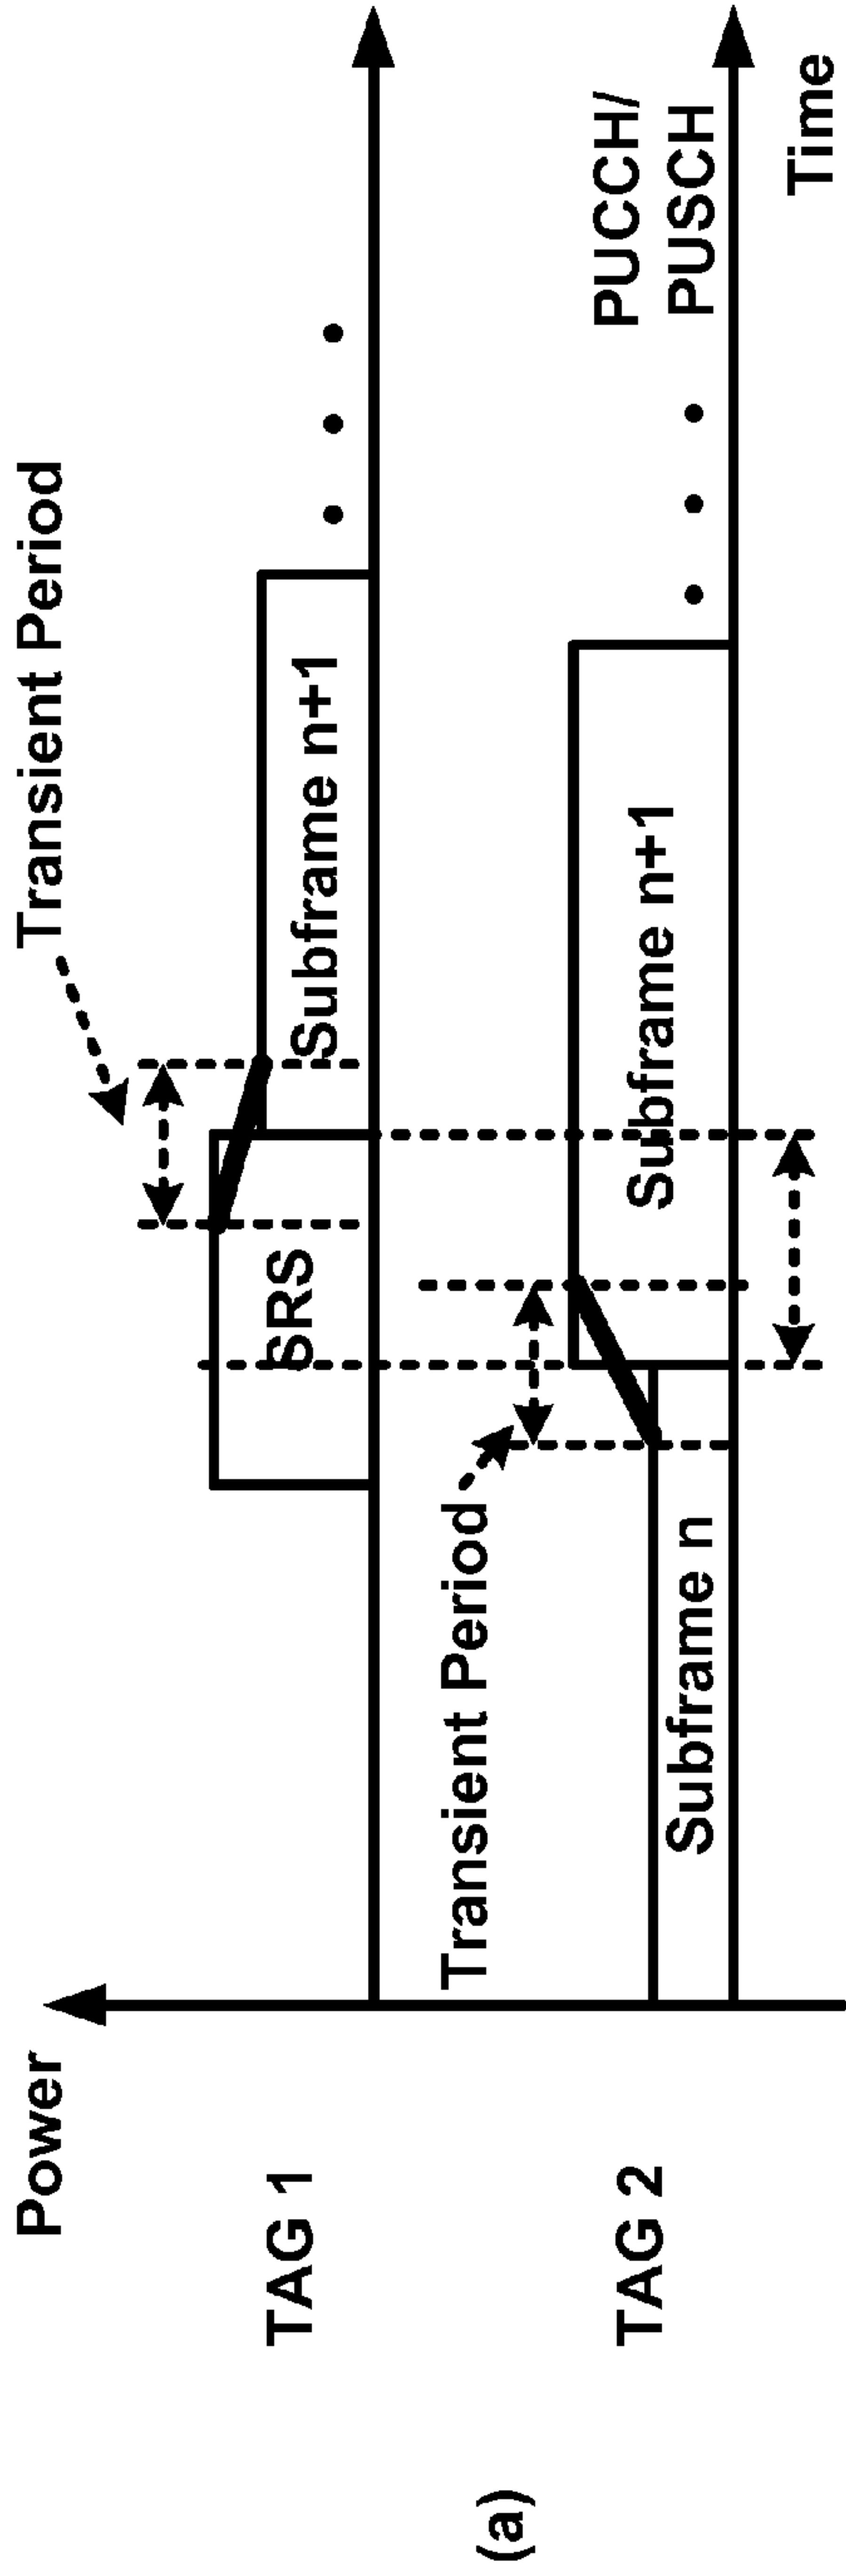 Power
Transient Period
TAG 1
SRS
Subframe n+1
Transient Period
PUCCH/
PUSCH
TAG 2
Subframe n
Subframe n+1
Time
(a)